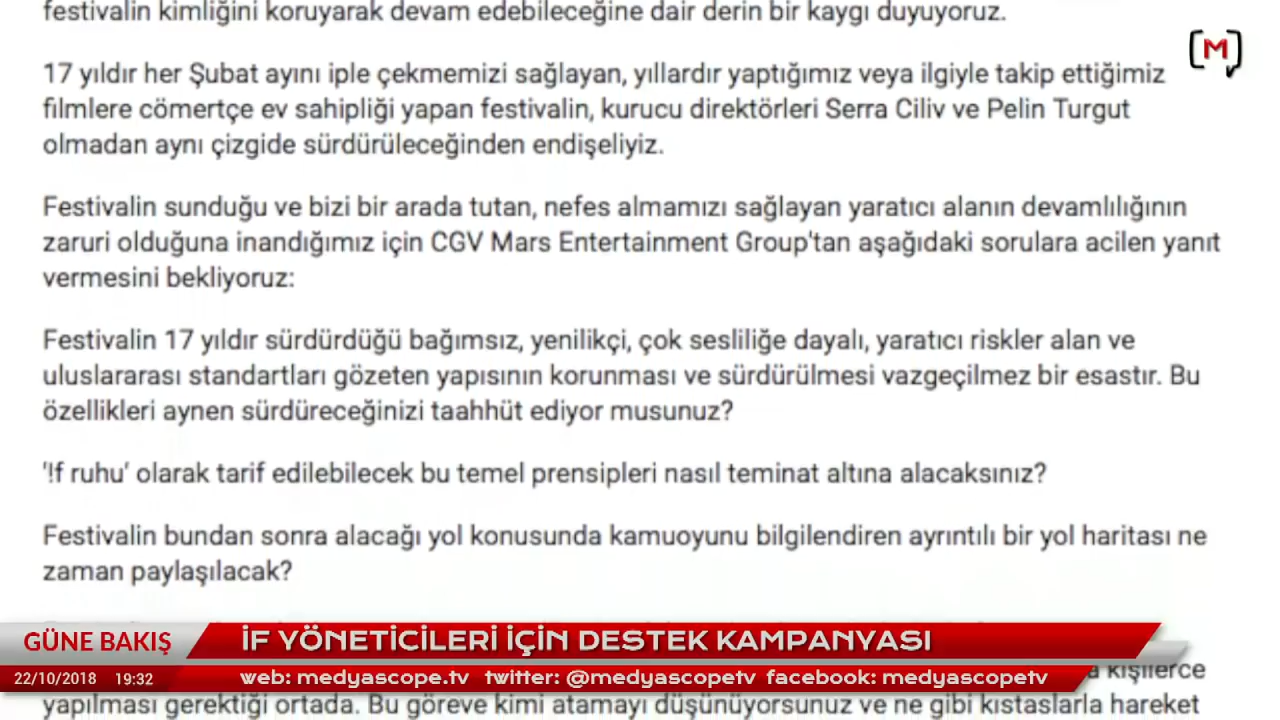 festivalin kimliğini koruyarak devam edebileceğine dair derin bir kaygı duyuyoruz.
[M]
17 yıldır her Şubat ayını iple çekmemizi sağlayan, yıllardır yaptığımız veya ilgiyle takip ettiğimiz
filmlere cömertçe ev sahipliği yapan festivalin, kurucu direktörleri Serra Ciliv ve Pelin Turgut
olmadan aynı çizgide sürdürüleceğinden endişeliyiz.
Festivalin sunduğu ve bizi bir arada tutan, nefes almamızı sağlayan yaratıcı alanın devamlılığının
zaruri olduğuna inandığımız için CGV Mars Entertainment Group'tan aşağıdaki sorulara acilen yanıt
vermesini bekliyoruz:
Festivalin 17 yıldır sürdürdüğü bağımsız, yenilikçi, çok sesliliğe dayalı, yaratıcı riskler alan ve
uluslararası standartları gözeten yapısının korunması ve sürdürülmesi vazgeçilmez bir esastır. Bu
özellikleri aynen sürdüreceğinizi taahhüt ediyor musunuz?
'!f ruhu' olarak tarif edilebilecek bu temel prensipleri nasıl teminat altına alacaksınız?
Festivalin bundan sonra alacağı yol konusunda kamuoyunu bilgilendiren ayrıntılı bir yol haritası ne
zaman paylaşılacak?
GÜNE BAKIŞ İF YÖNETİCİLERİ İÇİN DESTEK KAMPANYASI
22/10/2018 19:32 web: medyascope.tv twitter: @medyascopetv facebook: medyascopetv
kişilerce
yapılması gerektiği ortada. Bu göreve kimi atamayı düşünüyorsunuz ve ne gibi kıstaslarla hareket